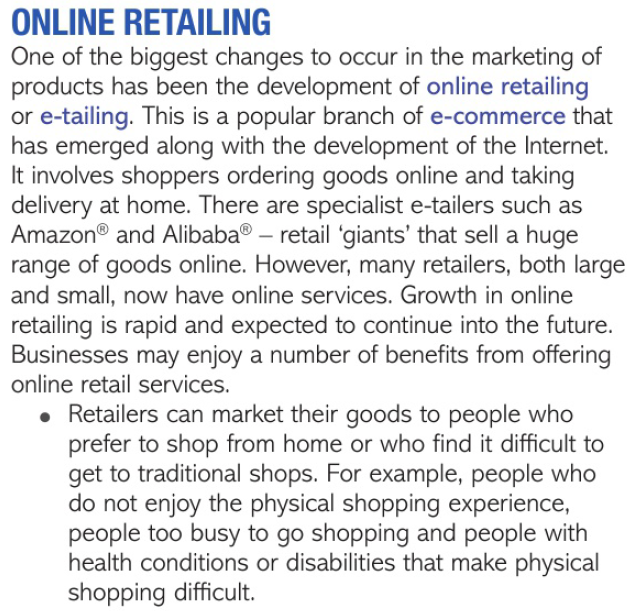 ONLINE RETAILING
One of the biggest changes to occur in the marketing of
products has been the development of online retailing
or e-tailing. This is a popular branch of e-commerce that
has emerged along with the development of the Internet.
It involves shoppers ordering goods online and taking
delivery at home. There are specialist e-tailers such as
Amazon® and Alibaba® – retail ‘giants’ that sell a huge
range of goods online. However, many retailers, both large
and small, now have online services. Growth in online
retailing is rapid and expected to continue into the future.
Businesses may enjoy a number of benefits from offering
online retail services.
• Retailers can market their goods to people who
prefer to shop from home or who find it difficult to
get to traditional shops. For example, people who
do not enjoy the physical shopping experience,
people too busy to go shopping and people with
health conditions or disabilities that make physical
shopping difficult.